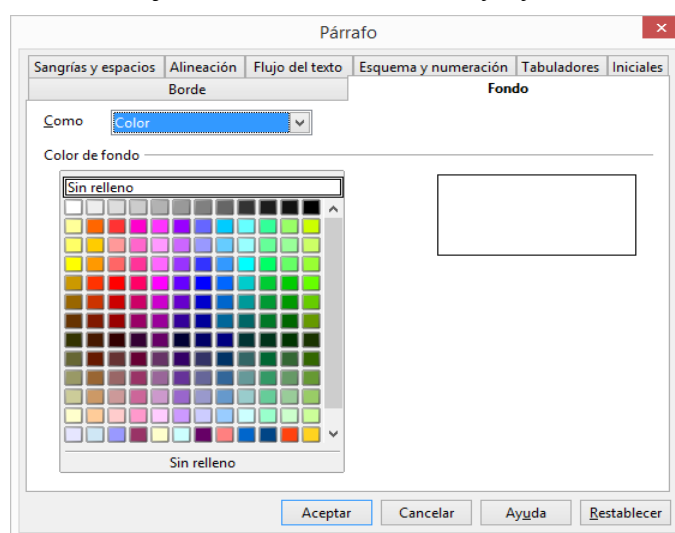 Párrafo
Sangrías y espacios Alineación Flujo del texto Esquema y numeración Tabuladores Iniciales
Borde Fondo
Como Color
Color de fondo
Sin relleno
Sin relleno
Aceptar Cancelar Ayuda Restablecer